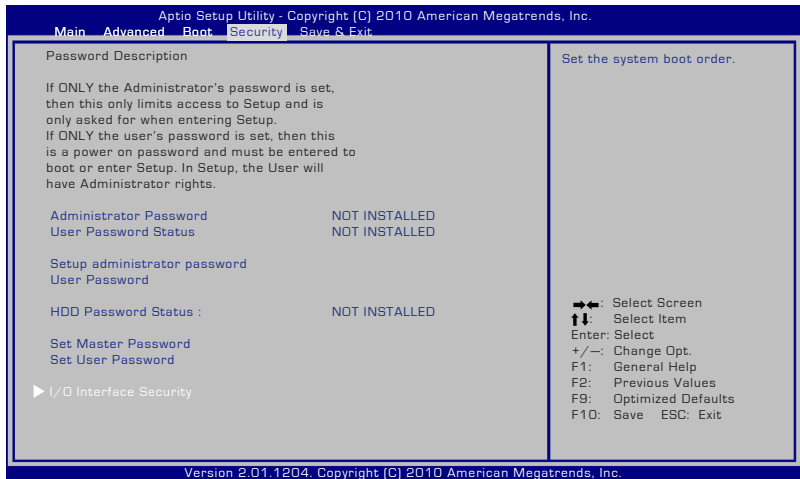 Aptio Setup Utility - Copyright (C) 2010 American Megatrends, Inc.
Main Advanced Boot Security Save & Exit
Password Description
If ONLY the Administrator's password is set,
then this only limits access to Setup and is
only asked for when entering Setup.
If ONLY the user's password is set, then this
is a power on password and must be entered to
boot or enter Setup. In Setup, the User will
have Administrator rights.
Administrator Password NOT INSTALLED
User Password Status NOT INSTALLED
Setup administrator password
User Password
HDD Password Status : NOT INSTALLED
Set Master Password
Set User Password
▶ I/O Interface Security
Set the system boot order.
→←: Select Screen
↑↓: Select Item
Enter: Select
+/—: Change Opt.
F1: General Help
F2: Previous Values
F9: Optimized Defaults
F10: Save ESC: Exit
Version 2.01.1204. Copyright (C) 2010 American Megatrends, Inc.